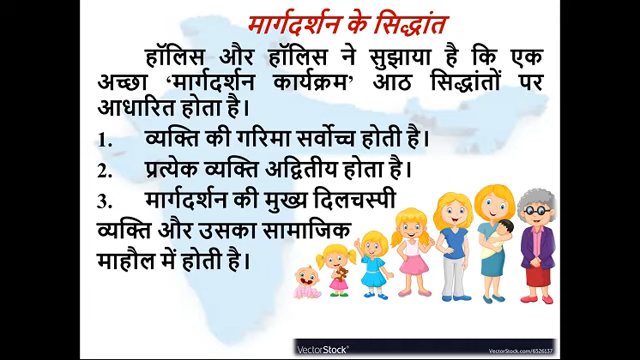 मार्गदर्शन के सिद्धांत
हॉलिस और हॉलिस ने सुझाया है कि एक
अच्छा ‘मार्गदर्शन कार्यक्रम’ आठ सिद्धांतों पर
आधारित होता है।
1. व्यक्ति की गरिमा सर्वोच्च होती है।
2. प्रत्येक व्यक्ति अद्वितीय होता है।
3. मार्गदर्शन की मुख्य दिलचस्पी
व्यक्ति और उसका सामाजिक
माहौल में होती है।
VectorStock VectorStock.com/6526137